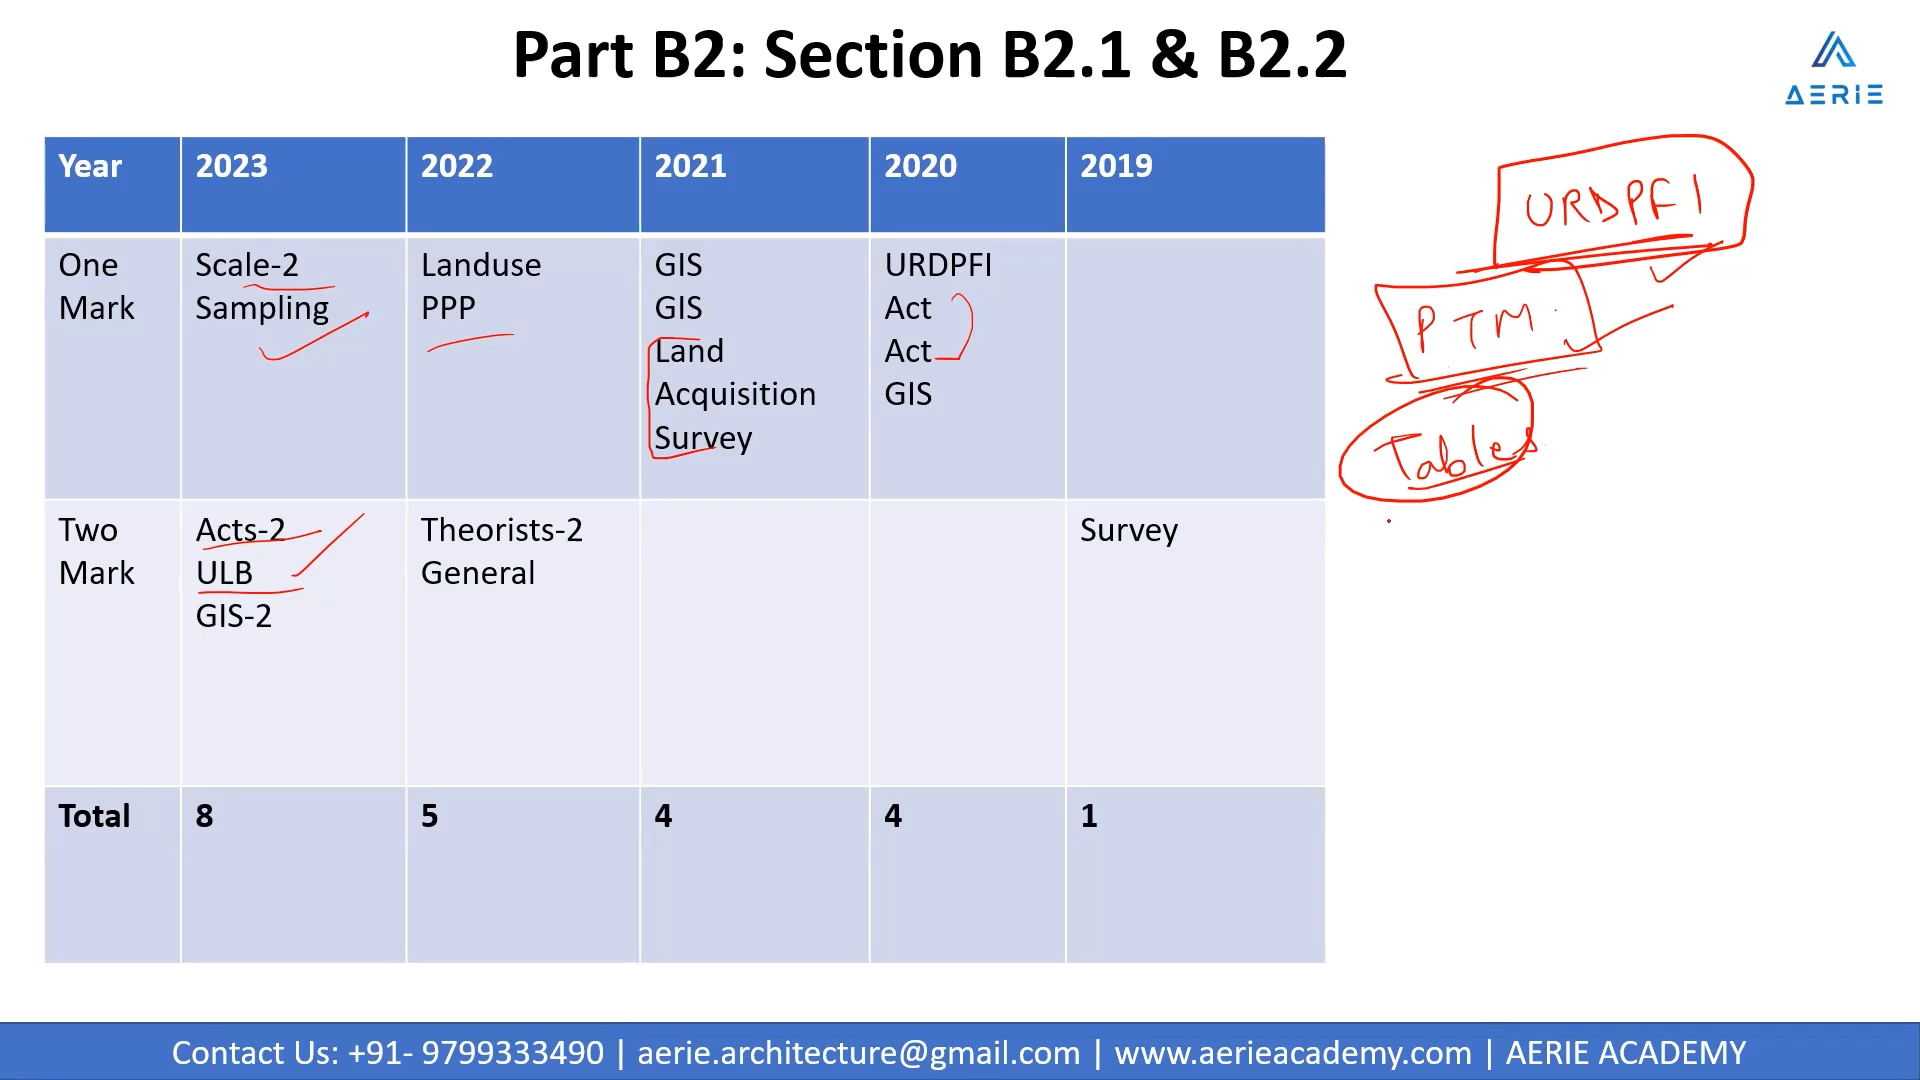 Part B2: Section B2.1 & B2.2
AERIE
Year 2023 2022 2021 2020 2019
One Mark
Scale-2
Sampling
Landuse
PPP
GIS
GIS
Land
Acquisition
Survey
URDPFI
Act
Act
GIS
Two Mark
Acts-2
ULB
GIS-2
Theorists-2
General
Survey
Total 8 5 4 4 1
URDPFI
PTM
Tables
Contact Us: +91- 9799333490 | aerie.architecture@gmail.com | www.aerieacademy.com | AERIE ACADEMY